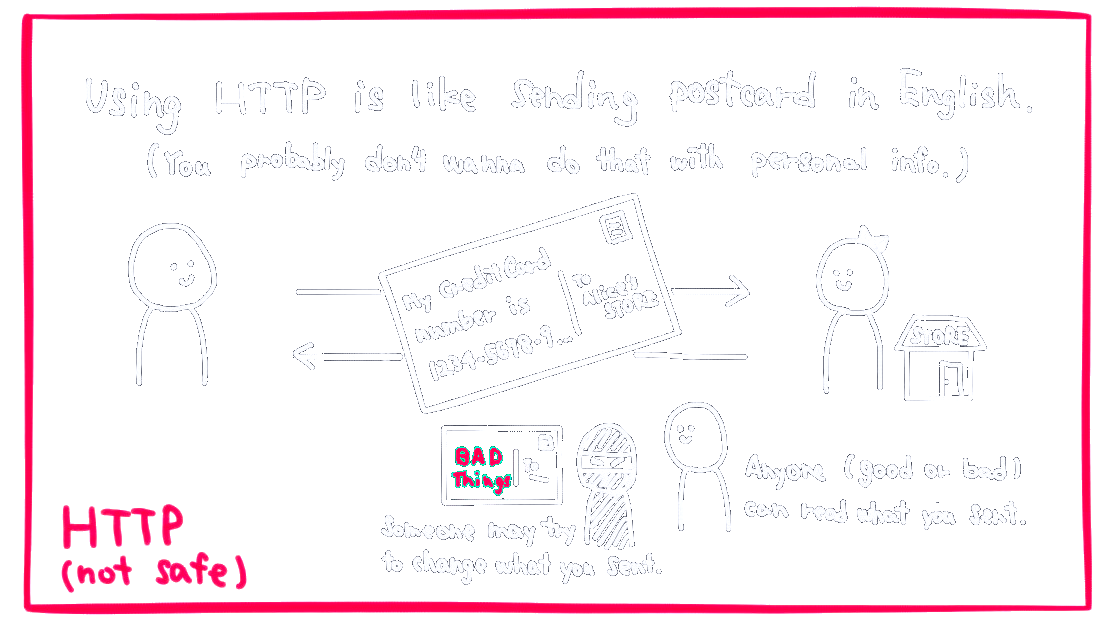 Using HTTP is like sending postcard in English.
(You probably don't wanna do that with personal info.)
My Credit Card
number is
1234-5678-9...
To
Alice's
STORE
STORE
BAD
Things
Someone may try
to change what you sent.
Anyone (good or bad)
can read what you sent.
HTTP
(not safe)